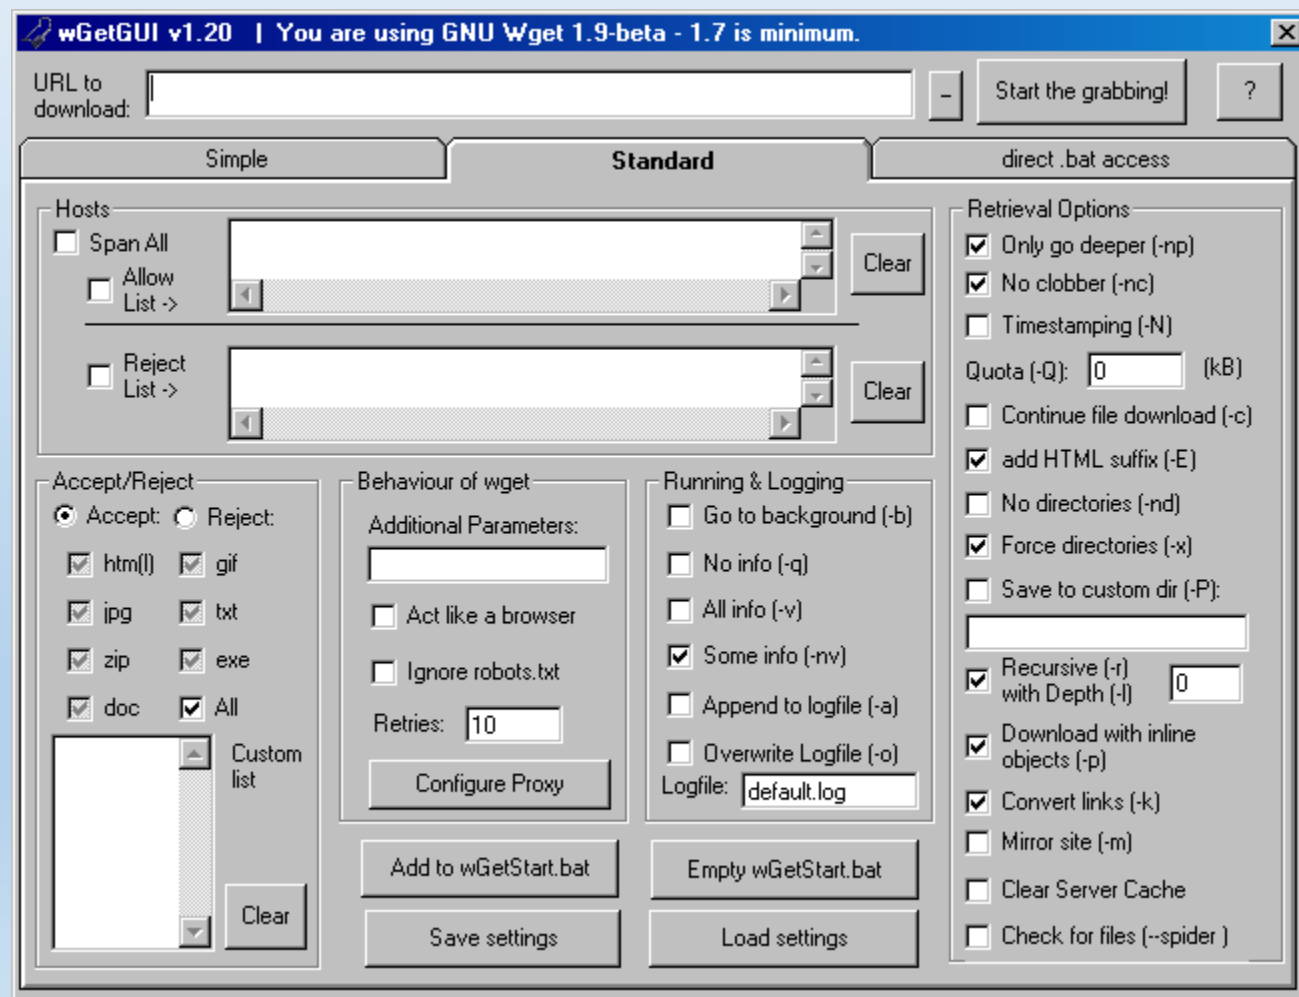 wGetGUI v1.20 | You are using GNU Wget 1.9-beta - 1.7 is minimum.
URL to
download:
-
Start the grabbing!
?
Simple
Standard
direct .bat access
Hosts
Span All
Allow
List ->
Clear
Reject
List ->
Clear
Accept/Reject
Accept: Reject:
htm(l) gif
jpg txt
zip exe
doc All
Custom
list
Clear
Behaviour of wget
Additional Parameters:
Act like a browser
Ignore robots.txt
Retries: 10
Configure Proxy
Running & Logging
Go to background (-b)
No info (-q)
All info (-v)
Some info (-nv)
Append to logfile (-a)
Overwrite Logfile (-o)
Logfile: default.log
Add to wGetStart.bat
Empty wGetStart.bat
Save settings
Load settings
Retrieval Options
Only go deeper (-np)
No clobber (-nc)
Timestamping (-N)
Quota (-Q): 0 (kB)
Continue file download (-c)
add HTML suffix (-E)
No directories (-nd)
Force directories (-x)
Save to custom dir (-P):
Recursive (-r)
with Depth (-l) 0
Download with inline
objects (-p)
Convert links (-k)
Mirror site (-m)
Clear Server Cache
Check for files (--spider )